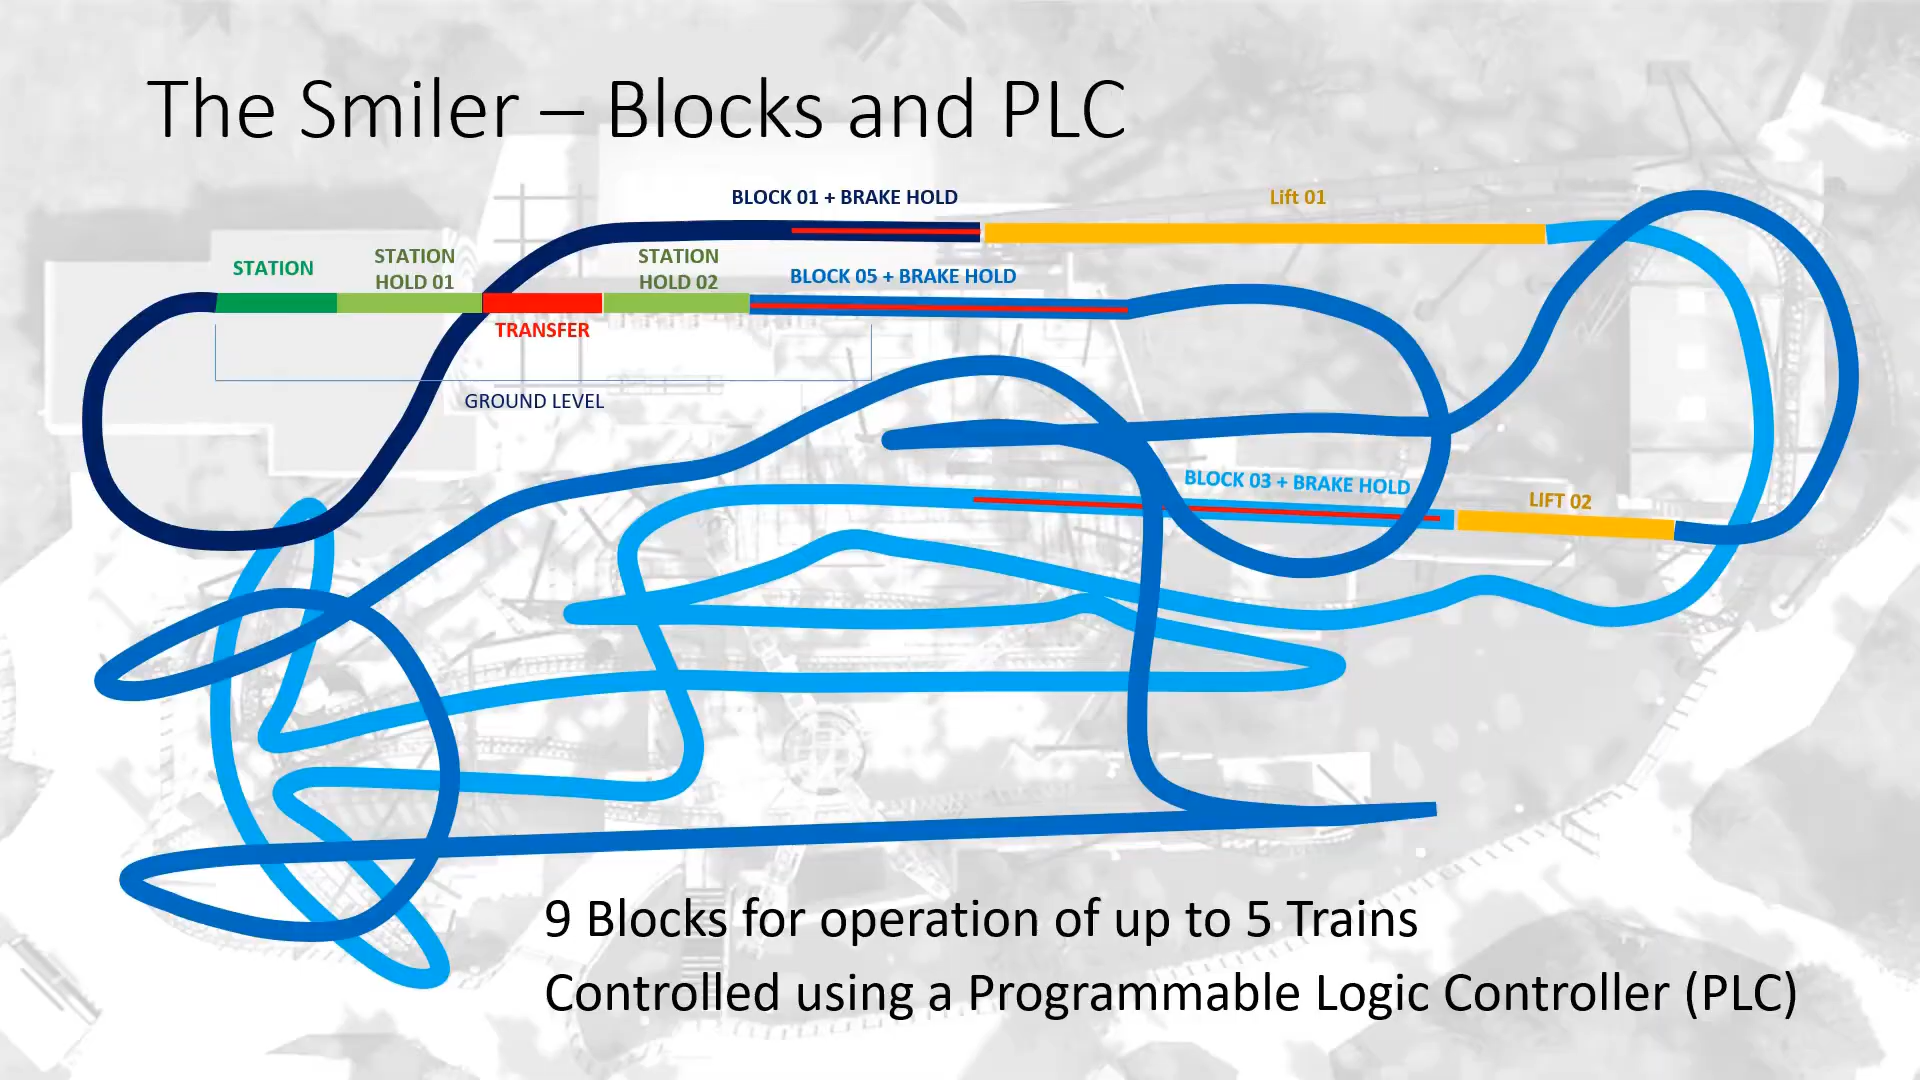 The Smiler – Blocks and PLC
BLOCK 01 + BRAKE HOLD
Lift 01
STATION
STATION
HOLD 01
STATION
HOLD 02
BLOCK 05 + BRAKE HOLD
TRANSFER
GROUND LEVEL
BLOCK 03 + BRAKE HOLD
LIFT 02
9 Blocks for operation of up to 5 Trains
Controlled using a Programmable Logic Controller (PLC)